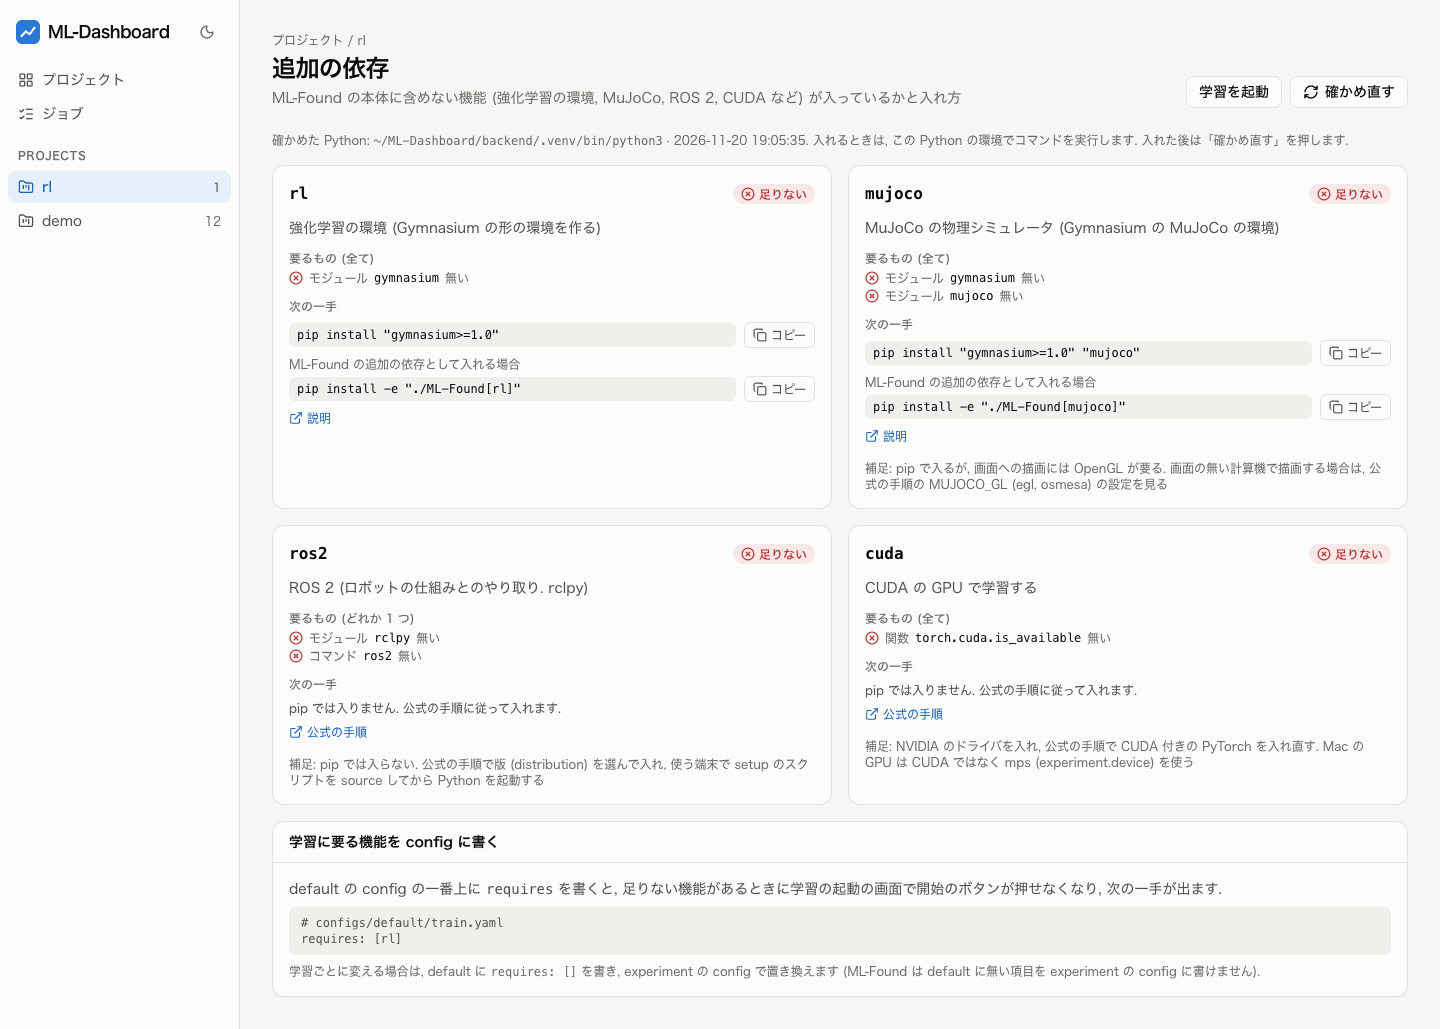 ML-Dashboard
プロジェクト
ジョブ
PROJECTS
rl 1
demo 12
プロジェクト / rl
追加の依存
ML-Found の本体に含めない機能 (強化学習の環境, MuJoCo, ROS 2, CUDA など) が入っているかと入れ方
学習を起動
確かめ直す
確かめた Python: ~/ML-Dashboard/backend/.venv/bin/python3 · 2026-11-20 19:05:35. 入れるときは, この Python の環境でコマンドを実行します. 入れた後は「確かめ直す」を押します.
rl
足りない
強化学習の環境 (Gymnasium の形の環境を作る)
要るもの (全て)
モジュール gymnasium 無い
次の一手
pip install "gymnasium>=1.0"
コピー
ML-Found の追加の依存として入れる場合
pip install -e "./ML-Found[rl]"
コピー
説明
mujoco
足りない
MuJoCo の物理シミュレータ (Gymnasium の MuJoCo の環境)
要るもの (全て)
モジュール gymnasium 無い
モジュール mujoco 無い
次の一手
pip install "gymnasium>=1.0" "mujoco"
コピー
ML-Found の追加の依存として入れる場合
pip install -e "./ML-Found[mujoco]"
コピー
説明
補足: pip で入るが, 画面への描画には OpenGL が要る. 画面の無い計算機で描画する場合は, 公
式の手順の MUJOCO_GL (egl, osmesa) の設定を見る
ros2
足りない
ROS 2 (ロボットの仕組みとのやり取り. rclpy)
要るもの (どれか 1 つ)
モジュール rclpy 無い
コマンド ros2 無い
次の一手
pip では入りません. 公式の手順に従って入れます.
公式の手順
補足: pip では入らない. 公式の手順で版 (distribution) を選んで入れ, 使う端末で setup のスク
リプトを source してから Python を起動する
cuda
足りない
CUDA の GPU で学習する
要るもの (全て)
関数 torch.cuda.is_available 無い
次の一手
pip では入りません. 公式の手順に従って入れます.
公式の手順
補足: NVIDIA のドライバを入れ, 公式の手順で CUDA 付きの PyTorch を入れ直す. Mac の
GPU は CUDA ではなく mps (experiment.device) を使う
学習に要る機能を config に書く
default の config の一番上に requires を書くと, 足りない機能があるときに学習の起動の画面で開始のボタンが押せなくなり, 次の一手が出ます.
# configs/default/train.yaml
requires: [rl]
学習ごとに変える場合は, default に requires: [] を書き, experiment の config で置き換えます (ML-Found は default に無い項目を experiment の config に書けません).